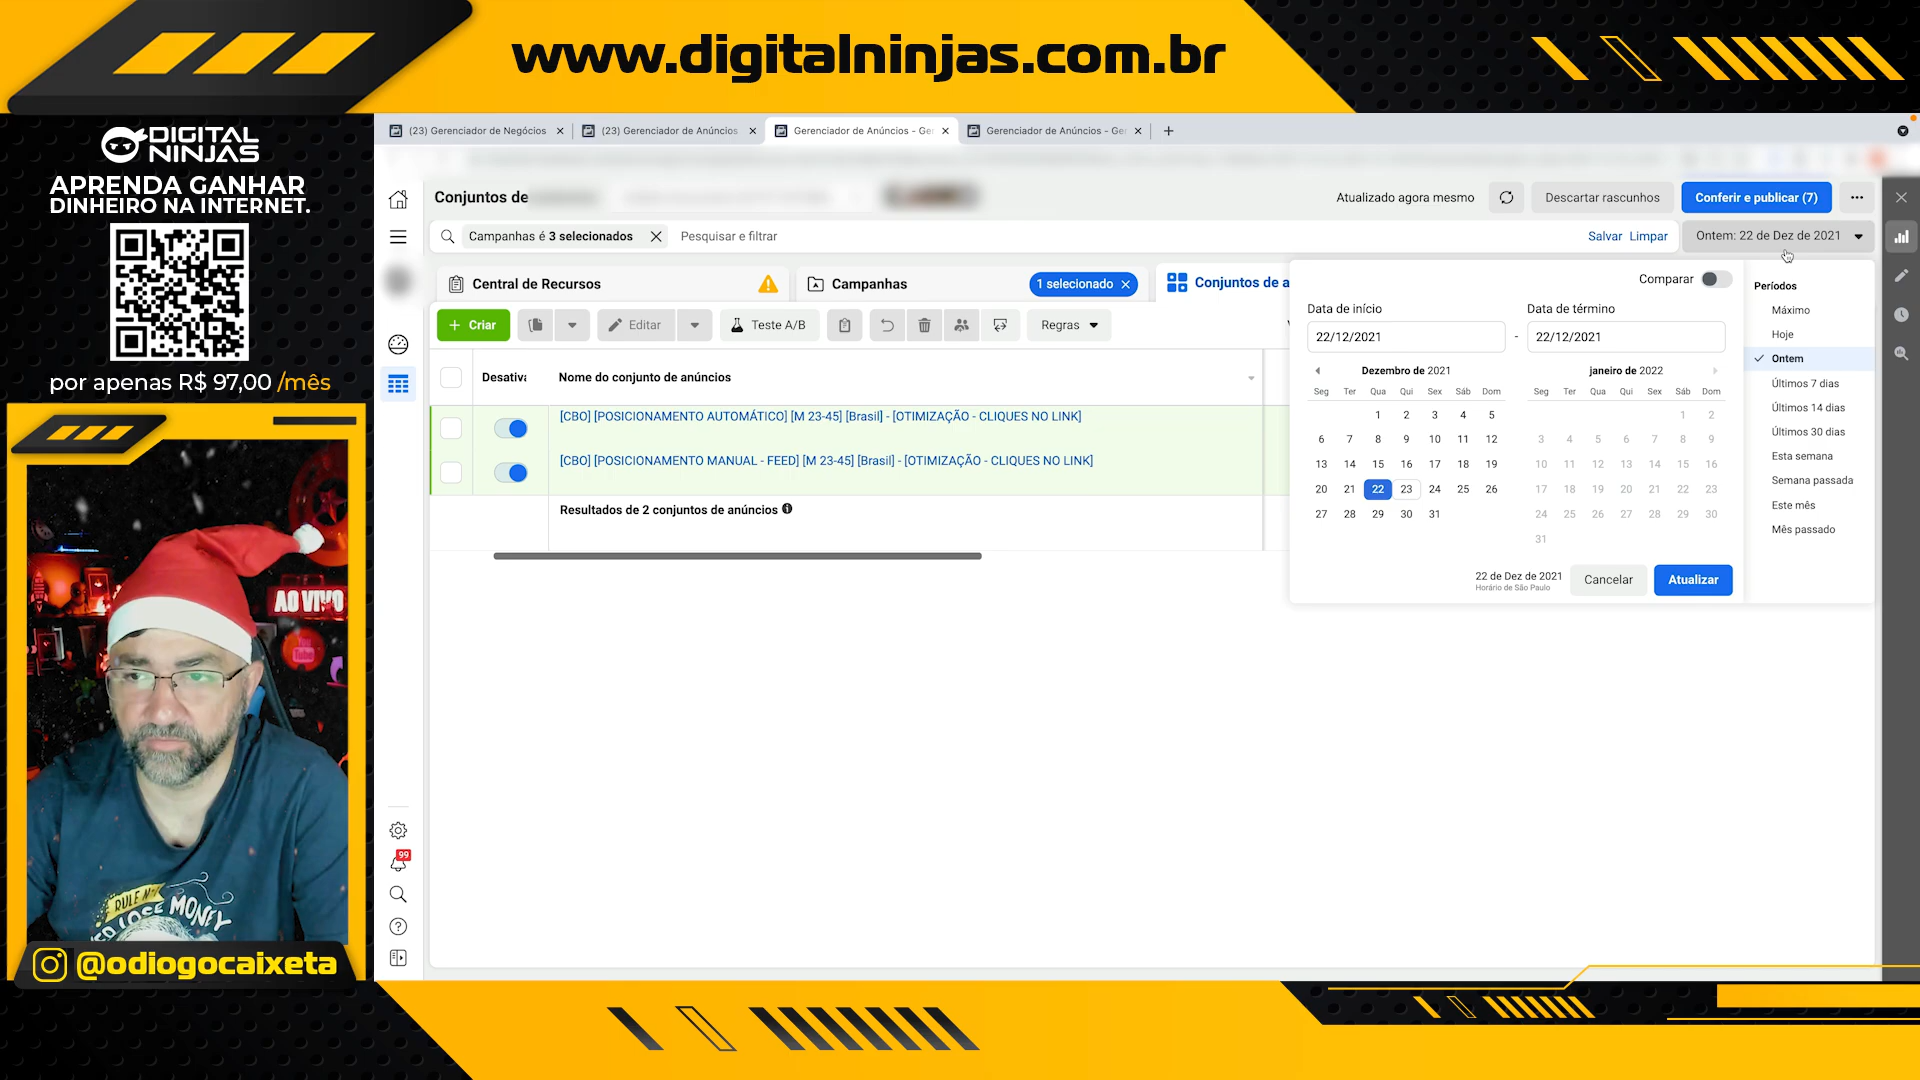 www.digitalninjas.com.br
DIGITAL
NINJAS
APRENDA GANHAR
DINHEIRO NA INTERNET.
por apenas R$ 97,00 /mês
AO VIVO
RULE Nº1
LOSE MONEY
@odiogocaixeta
(23) Gerenciador de Negócios
(23) Gerenciador de Anúncios
Gerenciador de Anúncios - Ger
Gerenciador de Anúncios - Ge
Conjuntos de
Atualizado agora mesmo
Descartar rascunhos
Conferir e publicar (7)
Campanhas é 3 selecionados
Pesquisar e filtrar
Salvar Limpar
Ontem: 22 de Dez de 2021
Central de Recursos
Campanhas
1 selecionado
Conjuntos de a
+ Criar
Editar
Teste A/B
Regras
Desativa
Nome do conjunto de anúncios
[CBO] [POSICIONAMENTO AUTOMÁTICO] [M 23-45] [Brasil] - [OTIMIZAÇÃO - CLIQUES NO LINK]
[CBO] [POSICIONAMENTO MANUAL - FEED] [M 23-45] [Brasil] - [OTIMIZAÇÃO - CLIQUES NO LINK]
Resultados de 2 conjuntos de anúncios
99
Comparar
Data de início
Data de término
22/12/2021 - 22/12/2021
Dezembro de 2021
Seg Ter Qua Qui Sex Sáb Dom
1 2 3 4 5
6 7 8 9 10 11 12
13 14 15 16 17 18 19
20 21 22 23 24 25 26
27 28 29 30 31
janeiro de 2022
Seg Ter Qua Qui Sex Sáb Dom
1 2
3 4 5 6 7 8 9
10 11 12 13 14 15 16
17 18 19 20 21 22 23
24 25 26 27 28 29 30
31
22 de Dez de 2021
Horário de São Paulo
Cancelar
Atualizar
Períodos
Máximo
Hoje
Ontem
Últimos 7 dias
Últimos 14 dias
Últimos 30 dias
Esta semana
Semana passada
Este mês
Mês passado